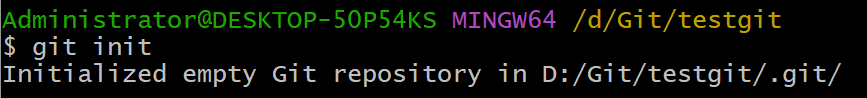 Administrator@DESKTOP-5OP54KS MINGW64 /d/Git/testgit
$ git init
Initialized empty Git repository in D:/Git/testgit/.git/